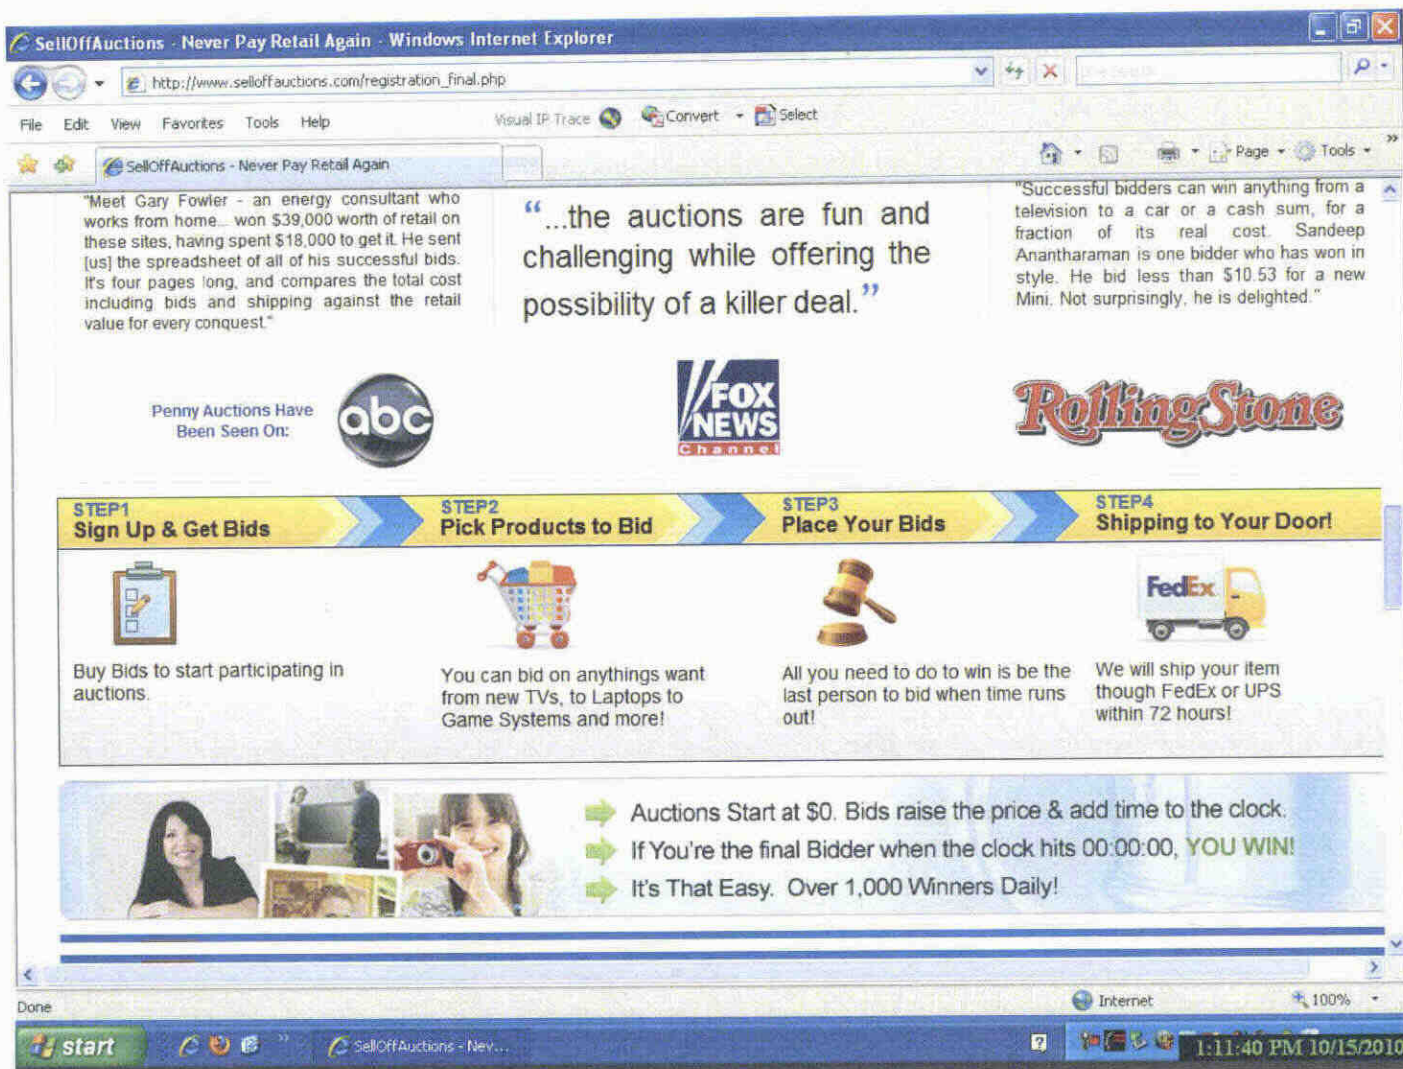 SellOffAuctions - Never Pay Retail Again - Windows Internet Explorer
http://www.selloffauctions.com/registration_final.php
File Edit View Favorites Tools Help
Visual IP Trace Convert Select
SellOffAuctions - Never Pay Retail Again
Page Tools
"Meet Gary Fowler - an energy consultant who
works from home... won $39,000 worth of retail on
these sites, having spent $18,000 to get it. He sent
[us] the spreadsheet of all of his successful bids.
It's four pages long, and compares the total cost
including bids and shipping against the retail
value for every conquest."
“...the auctions are fun and
challenging while offering the
possibility of a killer deal.”
"Successful bidders can win anything from a
television to a car or a cash sum, for a
fraction of its real cost. Sandeep
Anantharaman is one bidder who has won in
style. He bid less than $10.53 for a new
Mini. Not surprisingly, he is delighted."
Penny Auctions Have
Been Seen On:
abc
FOX
NEWS
Channel
RollingStone
STEP1
Sign Up & Get Bids
STEP2
Pick Products to Bid
STEP3
Place Your Bids
STEP4
Shipping to Your Door!
FedEx
Buy Bids to start participating in
auctions.
You can bid on anythings want
from new TVs, to Laptops to
Game Systems and more!
All you need to do to win is be the
last person to bid when time runs
out!
We will ship your item
though FedEx or UPS
within 72 hours!
Auctions Start at $0. Bids raise the price & add time to the clock.
If You're the final Bidder when the clock hits 00:00:00, YOU WIN!
It's That Easy. Over 1,000 Winners Daily!
Done
Internet
100%
start
SellOffAuctions - Nev...
1:11:40 PM 10/15/2010